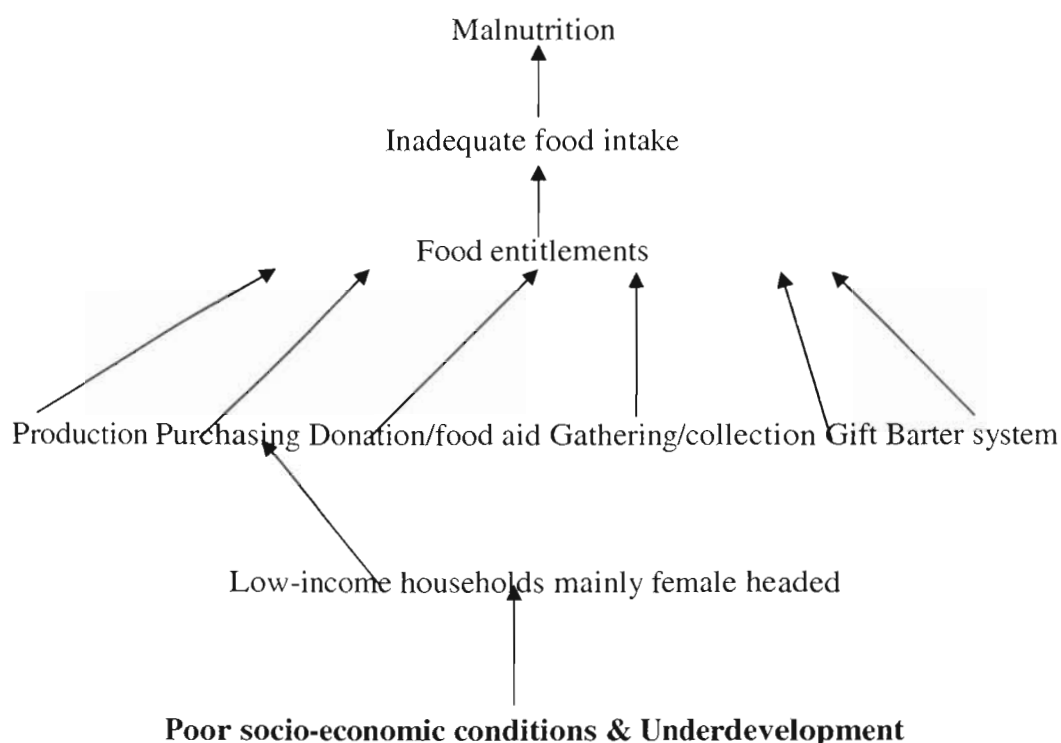 Malnutrition
Inadequate food intake
Food entitlements
Production Purchasing Donation/food aid Gathering/collection Gift Barter system
Low-income households mainly female headed
Poor socio-economic conditions & Underdevelopment